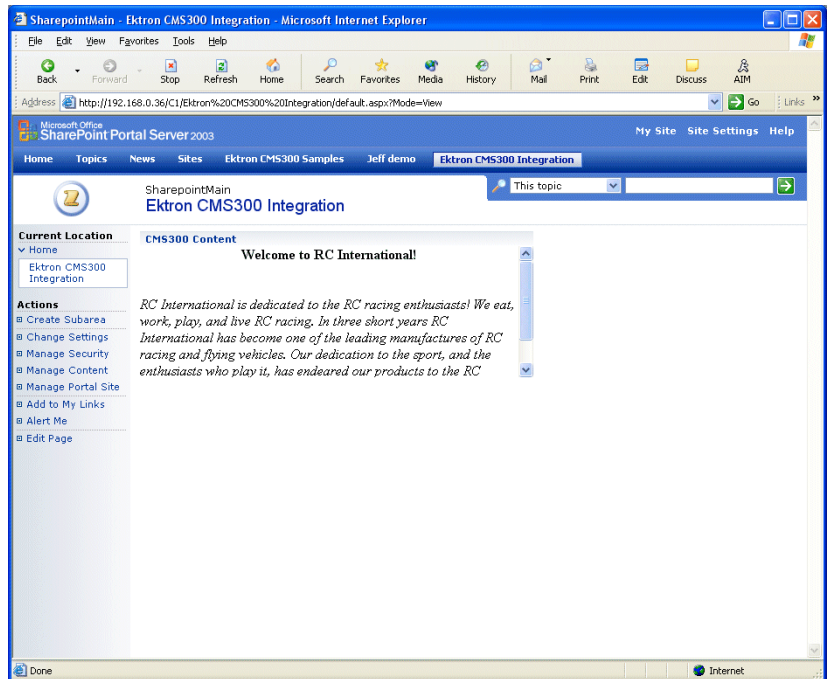 SharepointMain - Ektron CMS300 Integration - Microsoft Internet Explorer
File Edit View Favorites Tools Help
Back Forward Stop Refresh Home Search Favorites Media History Mail Print Edit Discuss AIM
Address http://192.168.0.36/C1/Ektron%20CMS300%20Integration/default.aspx?Mode=View Go Links »
Microsoft Office
SharePoint Portal Server 2003 My Site Site Settings Help
Home Topics News Sites Ektron CMS300 Samples Jeff demo Ektron CMS300 Integration
SharepointMain This topic
Ektron CMS300 Integration
Current Location
Home
Ektron CMS300
Integration
Actions
Create Subarea
Change Settings
Manage Security
Manage Content
Manage Portal Site
Add to My Links
Alert Me
Edit Page
CMS300 Content
Welcome to RC International!
RC International is dedicated to the RC racing enthusiasts! We eat,
work, play, and live RC racing. In three short years RC
International has become one of the leading manufactures of RC
racing and flying vehicles. Our dedication to the sport, and the
enthusiasts who play it, has endeared our products to the RC
Done Internet